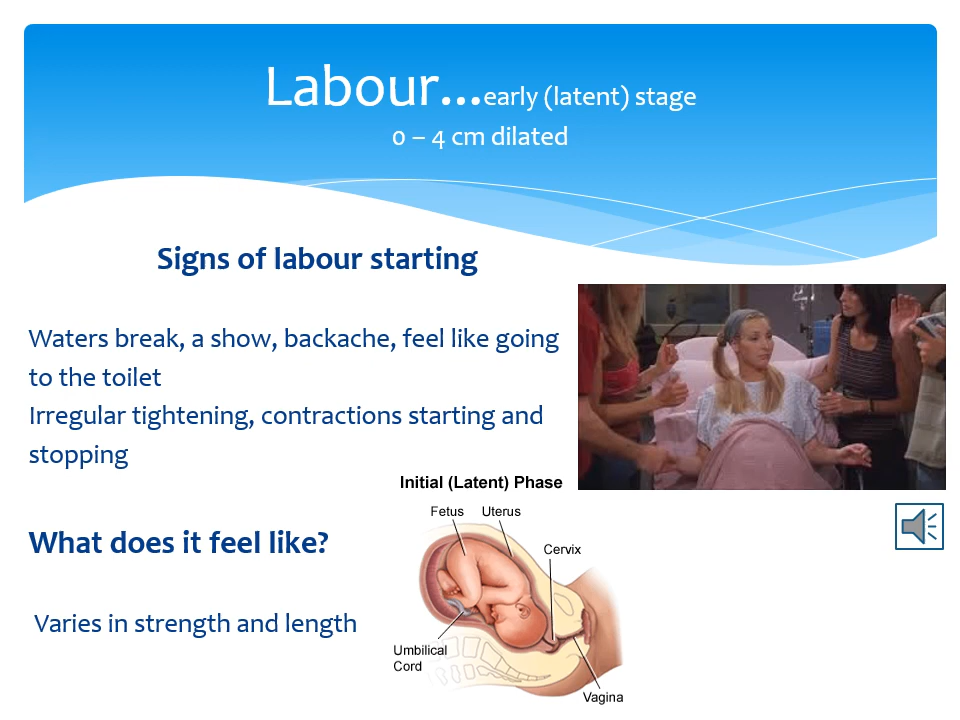 Labour...early (latent) stage
0 – 4 cm dilated
Signs of labour starting
Waters break, a show, backache, feel like going
to the toilet
Irregular tightening, contractions starting and
stopping
Initial (Latent) Phase
Fetus Uterus
Cervix
What does it feel like?
Varies in strength and length
Umbilical
Cord
Vagina